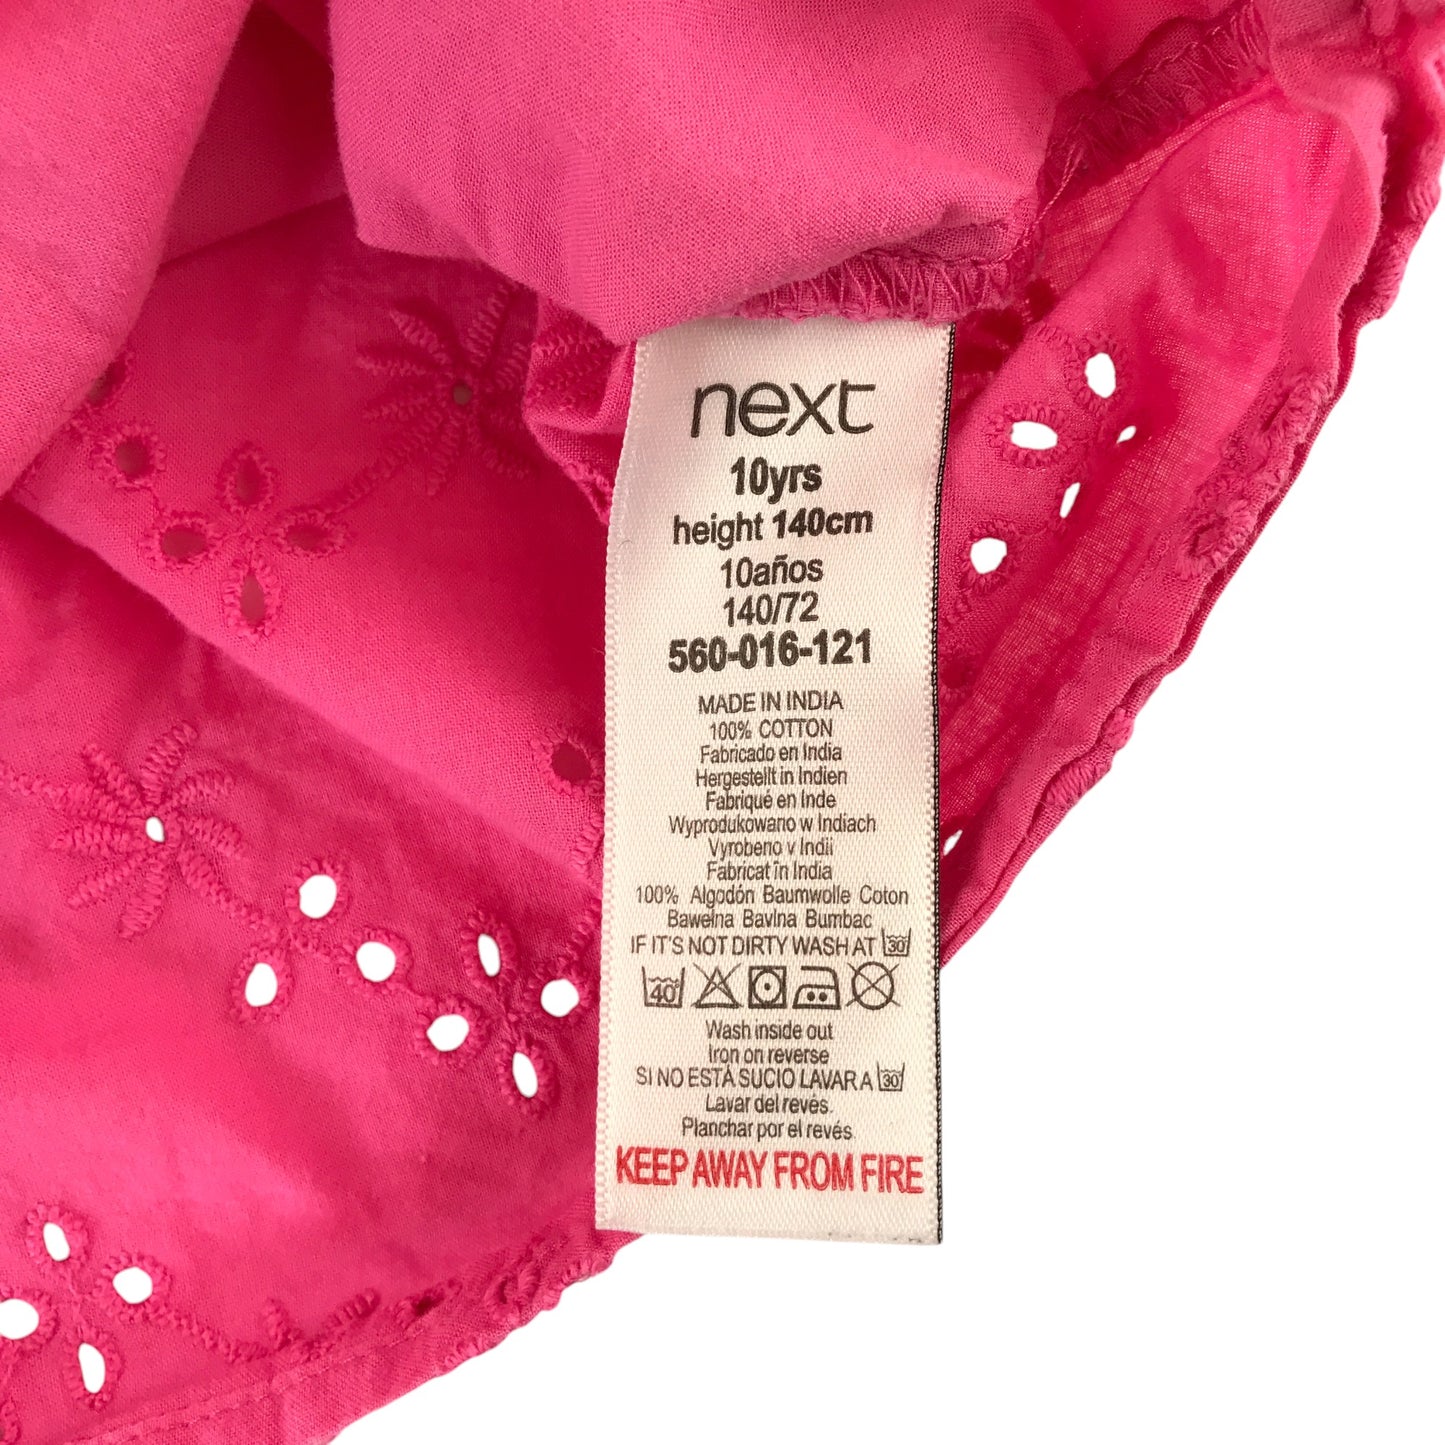 next
10yrs
height 140cm
10años
140/72
560-016-121
MADE IN INDIA
100% COTTON
Fabricado en India
Hergestellt in Indien
Fabriqué en Inde
Wyprodukowano w Indiach
Vyrobeno v Indii
Fabricat în India
100% Algodón Baumwolle Coton
Bawełna Bavlna Bumbac
IF IT'S NOT DIRTY WASH AT 30
40
Wash inside out
Iron on reverse
SI NO ESTÁ SUCIO LAVAR A 30
Lavar del revés.
Planchar por el revés
KEEP AWAY FROM FIRE